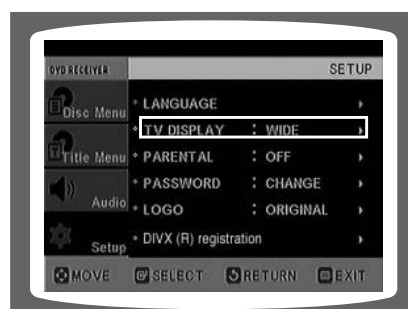 DVD RECEIVER SETUP
Disc Menu
Title Menu
Audio
Setup
LANGUAGE
TV DISPLAY : WIDE
PARENTAL : OFF
PASSWORD : CHANGE
LOGO : ORIGINAL
DIVX (R) registration
MOVE SELECT RETURN EXIT